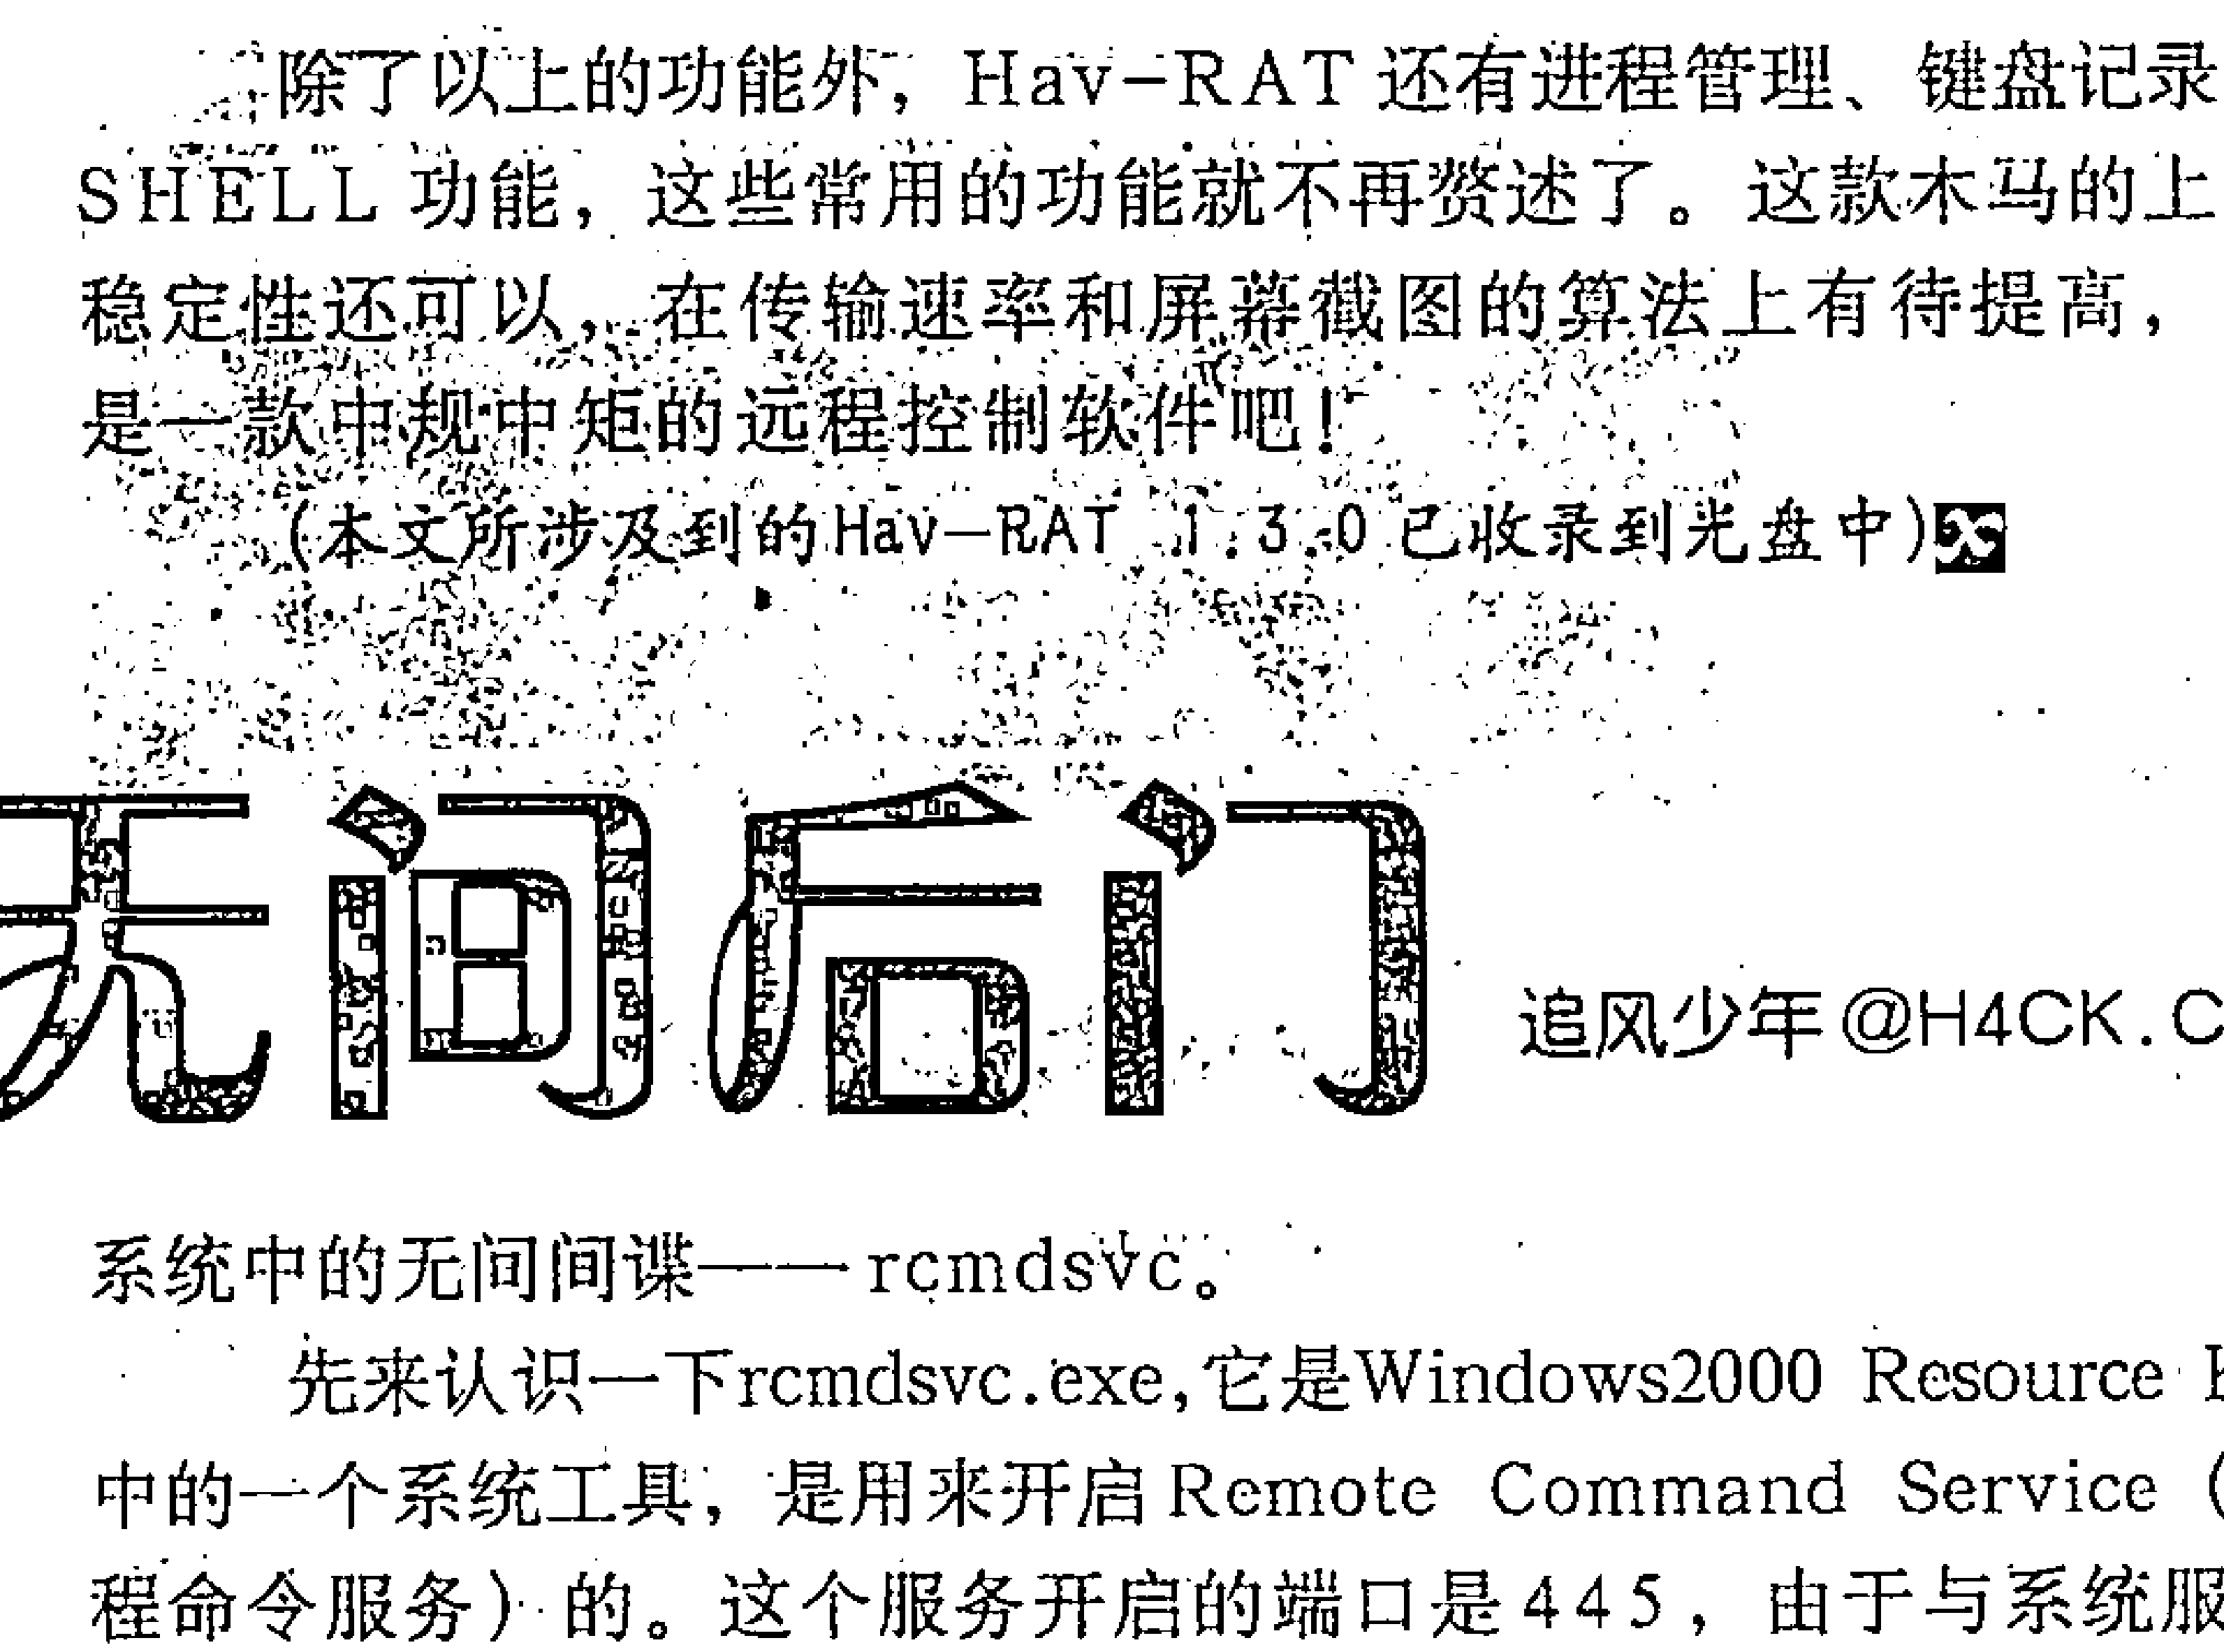 除了以上的功能外，Hav-RAT还有进程管理、键盘记录
SHELL功能，这些常用的功能就不再赘述了。这款木马的上
稳定性还可以，在传输速率和屏幕截图的算法上有待提高，
是一款中规中矩的远程控制软件吧！
(本文所涉及到的Hav-RAT 1.3.0已收录到光盘中)
无间后门
追风少年@H4CK.C
系统中的无间间谍——rcmdsvc。
先来认识一下rcmdsvc.exe,它是Windows2000 Resource
中的一个系统工具，是用来开启Remote Command Service（
程命令服务）的。这个服务开启的端口是445，由于与系统服